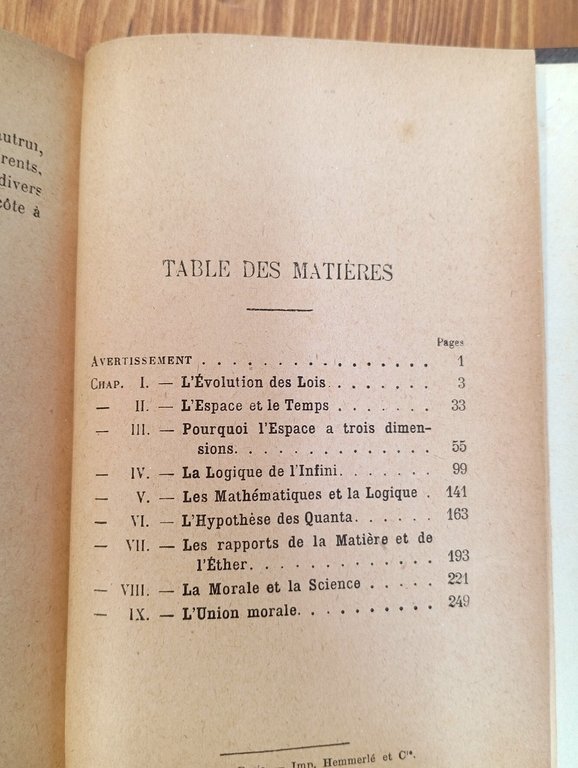 autrui,
rents,
divers
côte à
TABLE DES MATIÈRES
Pages
AVERTISSEMENT . . . . . . . . . . . . . . . . 1
CHAP. I. — L'Évolution des Lois. . . . . . . . 3
— II. — L'Espace et le Temps . . . . . . . 33
— III. — Pourquoi l'Espace a trois dimen-
sions. . . . . . . . . . . . . . 55
— IV. — La Logique de l'Infini. . . . . . . 99
— V. — Les Mathématiques et la Logique . 141
— VI. — L'Hypothèse des Quanta. . . . . . 163
— VII. — Les rapports de la Matière et de
l'Éther. . . . . . . . . . . . . 193
— VIII. — La Morale et la Science . . . . . 221
— IX. — L'Union morale. . . . . . . . . . 249
— Imp. Hemmerlé et Cie.